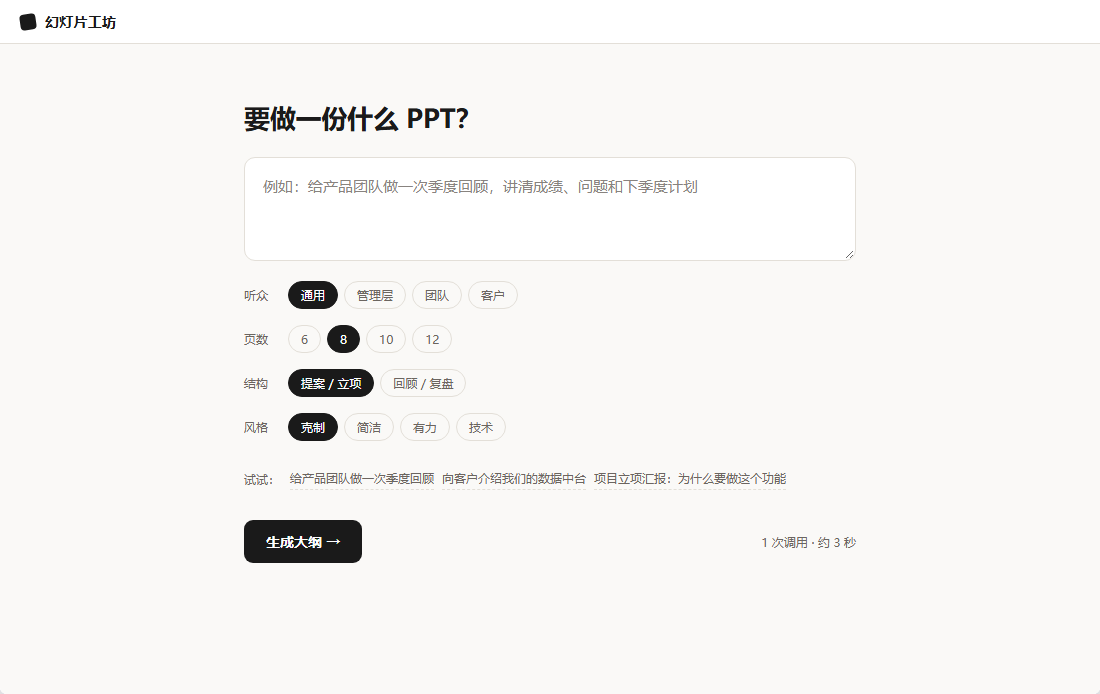 幻灯片工坊
要做一份什么 PPT？
例如：给产品团队做一次季度回顾，讲清成绩、问题和下季度计划
听众 通用 管理层 团队 客户
页数 6 8 10 12
结构 提案 / 立项 回顾 / 复盘
风格 克制 简洁 有力 技术
试试： 给产品团队做一次季度回顾 向客户介绍我们的数据中台 项目立项汇报：为什么要做这个功能
生成大纲 → 1 次调用 · 约 3 秒